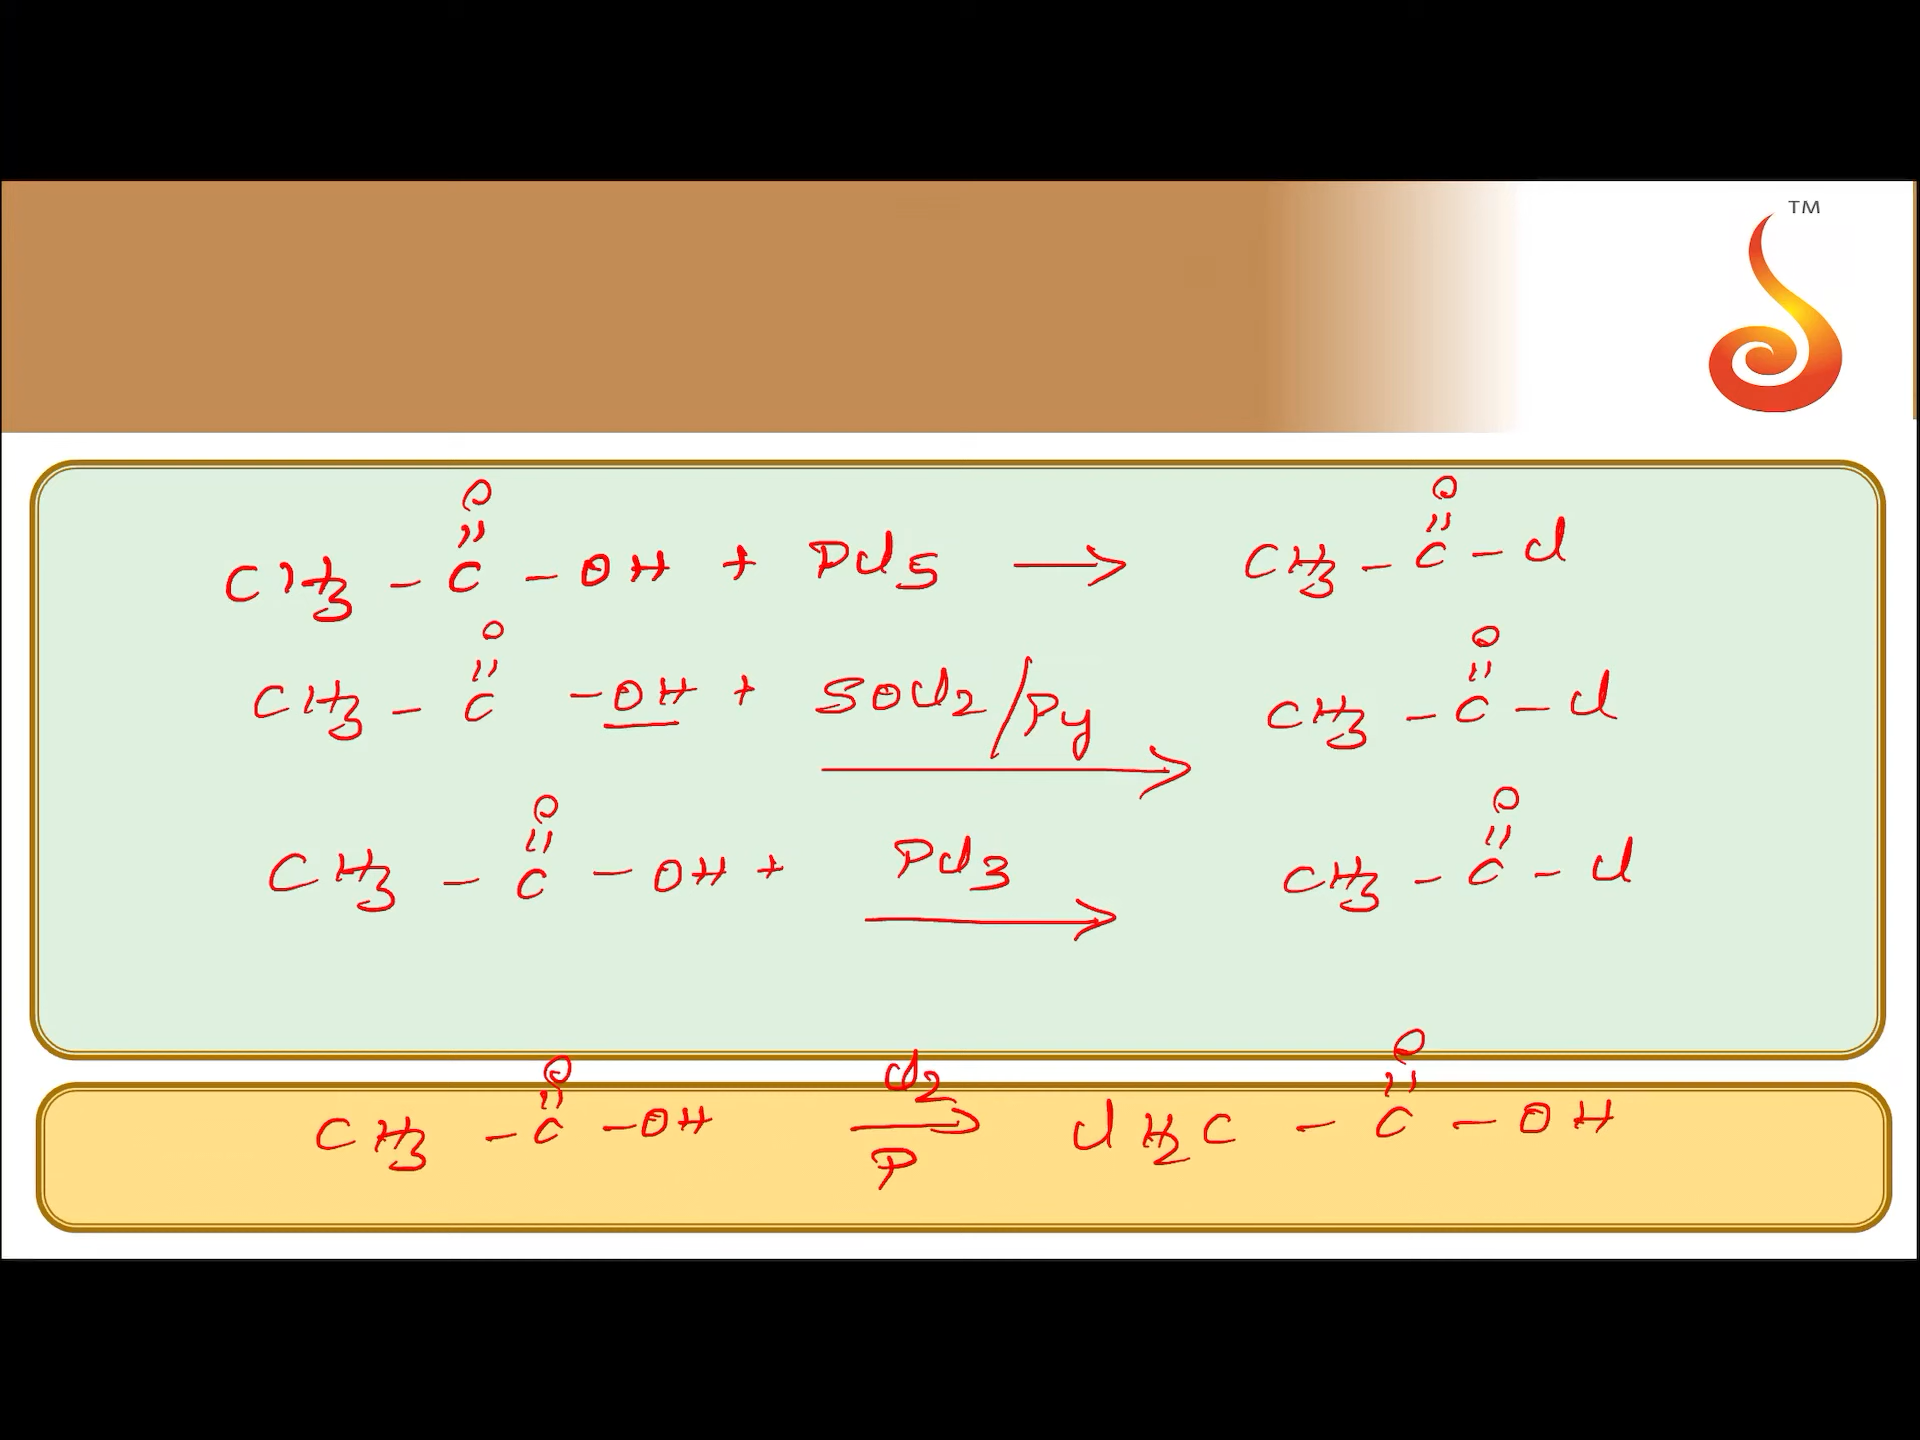 TM
CH3 - C(=O) - OH + PCl5 ⟶ CH3 - C(=O) - Cl
CH3 - C(=O) - OH + SOCl2/Py ⟶ CH3 - C(=O) - Cl
CH3 - C(=O) - OH + PCl3 ⟶ CH3 - C(=O) - Cl
CH3 - C(=O) - OH Cl2 ⟶ P ClH2C - C(=O) - OH